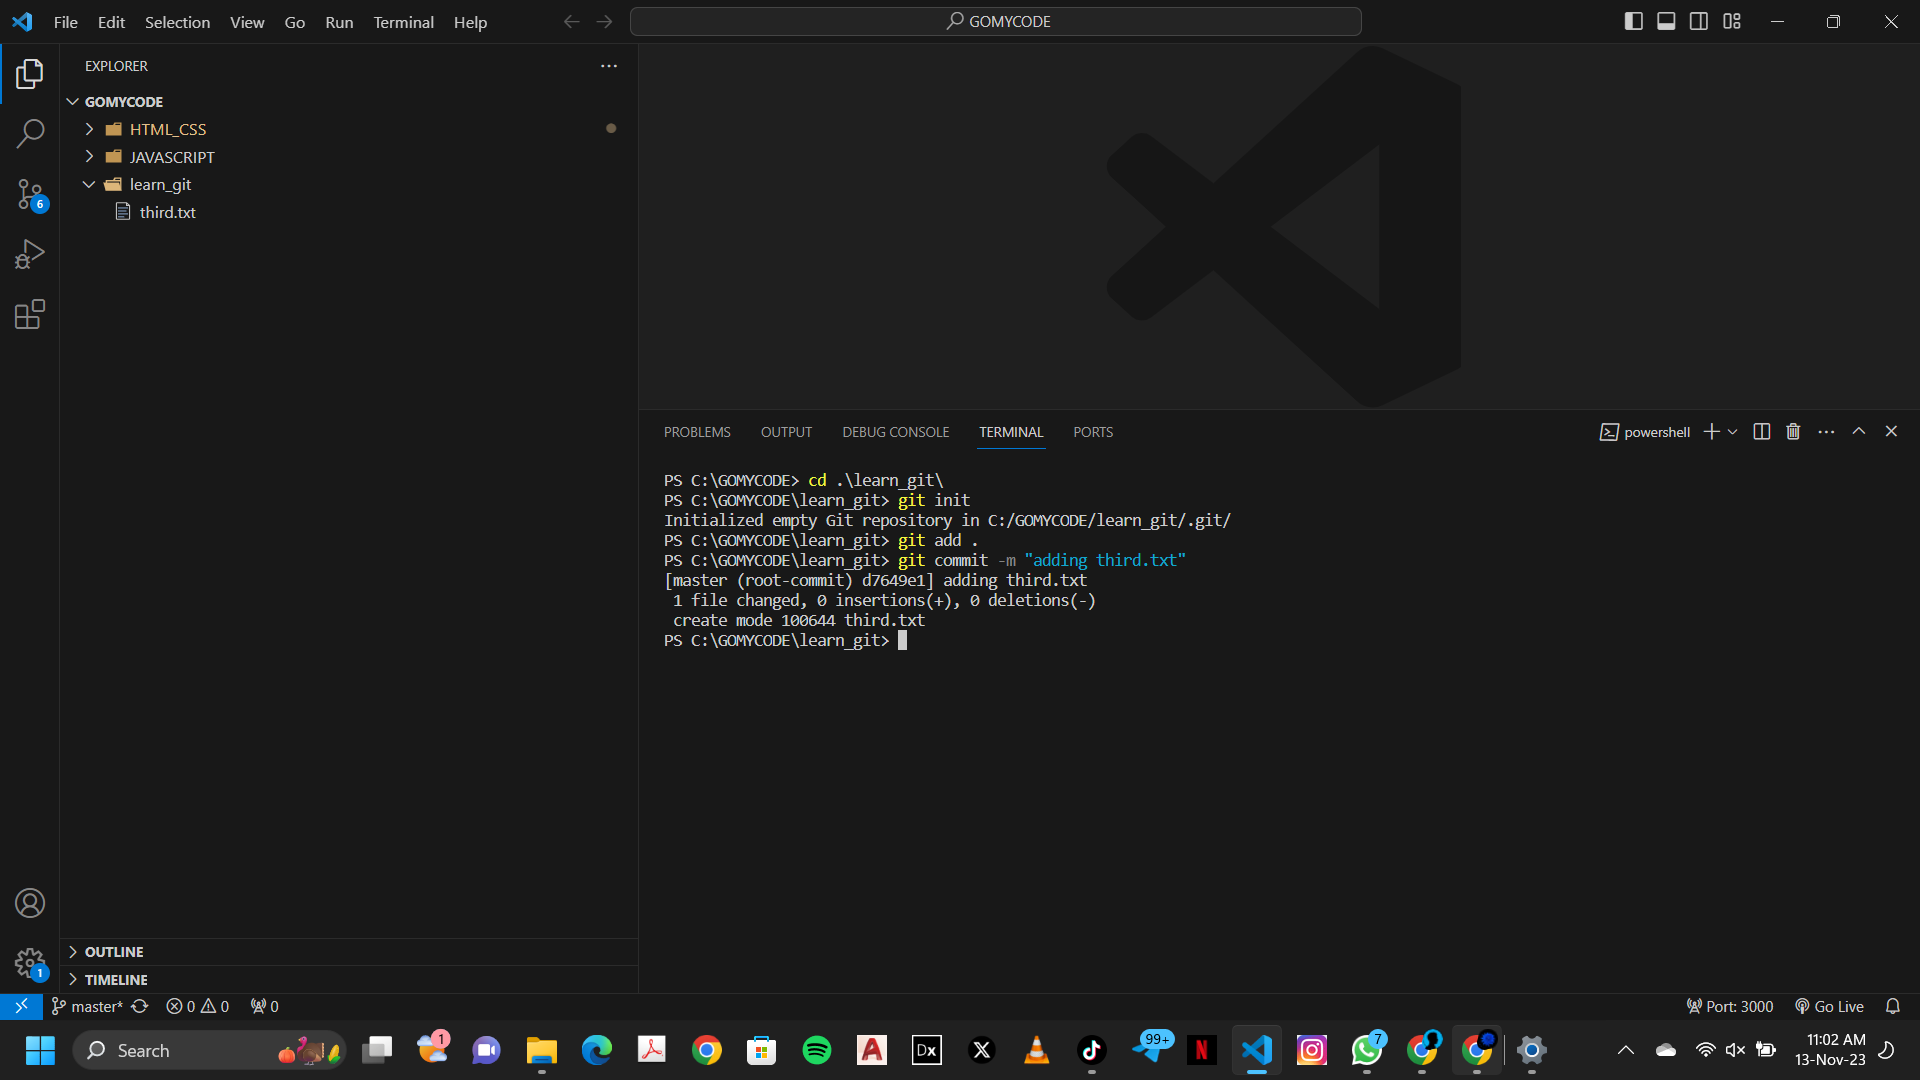 File Edit Selection View Go Run Terminal Help
GOMYCODE
EXPLORER
GOMYCODE
HTML_CSS
JAVASCRIPT
learn_git
third.txt
6
PROBLEMS OUTPUT DEBUG CONSOLE TERMINAL PORTS
powershell
PS C:\GOMYCODE> cd .\learn_git\
PS C:\GOMYCODE\learn_git> git init
Initialized empty Git repository in C:/GOMYCODE/learn_git/.git/
PS C:\GOMYCODE\learn_git> git add .
PS C:\GOMYCODE\learn_git> git commit -m "adding third.txt"
[master (root-commit) d7649e1] adding third.txt
1 file changed, 0 insertions(+), 0 deletions(-)
create mode 100644 third.txt
PS C:\GOMYCODE\learn_git>
OUTLINE
1
TIMELINE
master* 0 0 0
Port: 3000 Go Live
Search
1
Dx
X
99+
N
7
11:02 AM
13-Nov-23